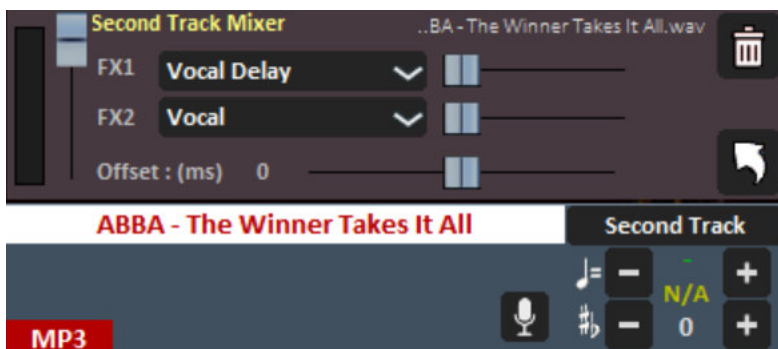 Second Track Mixer ..BA - The Winner Takes It All.wav
FX1 Vocal Delay
FX2 Vocal
Offset : (ms) 0
ABBA - The Winner Takes It All Second Track
♩= - - +
N/A
♯♭ - 0 +
MP3